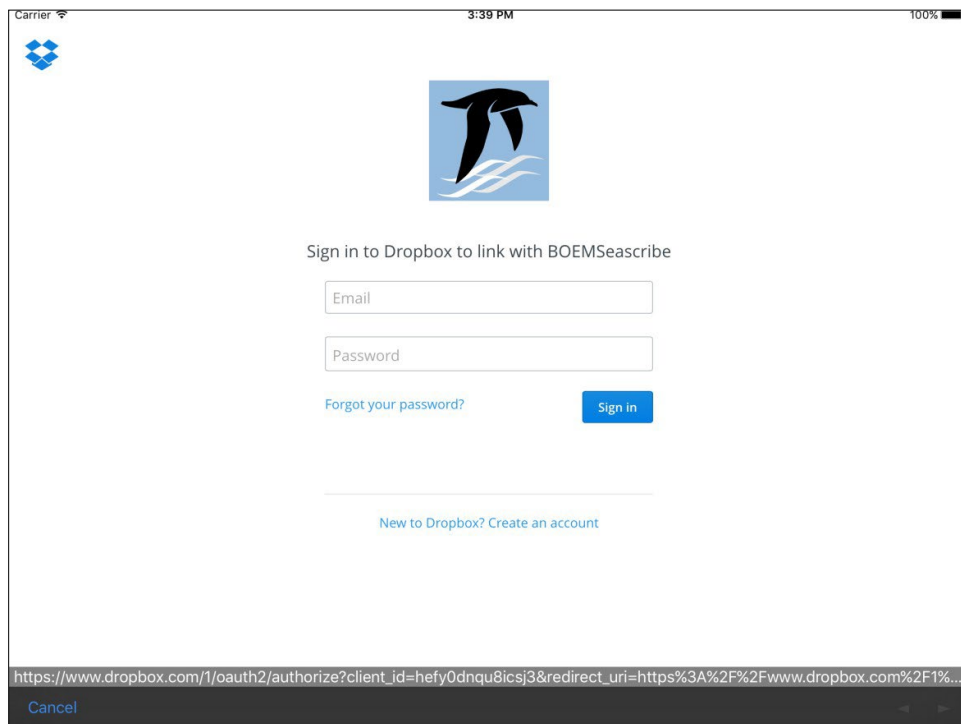 Carrier 3:39 PM 100%
Sign in to Dropbox to link with BOEMSeascribe
Email
Password
Forgot your password? Sign in
New to Dropbox? Create an account
https://www.dropbox.com/1/oauth2/authorize?client_id=hefy0dnqu8icsj3&redirect_uri=https%3A%2F%2Fwww.dropbox.com%2F1%...
Cancel